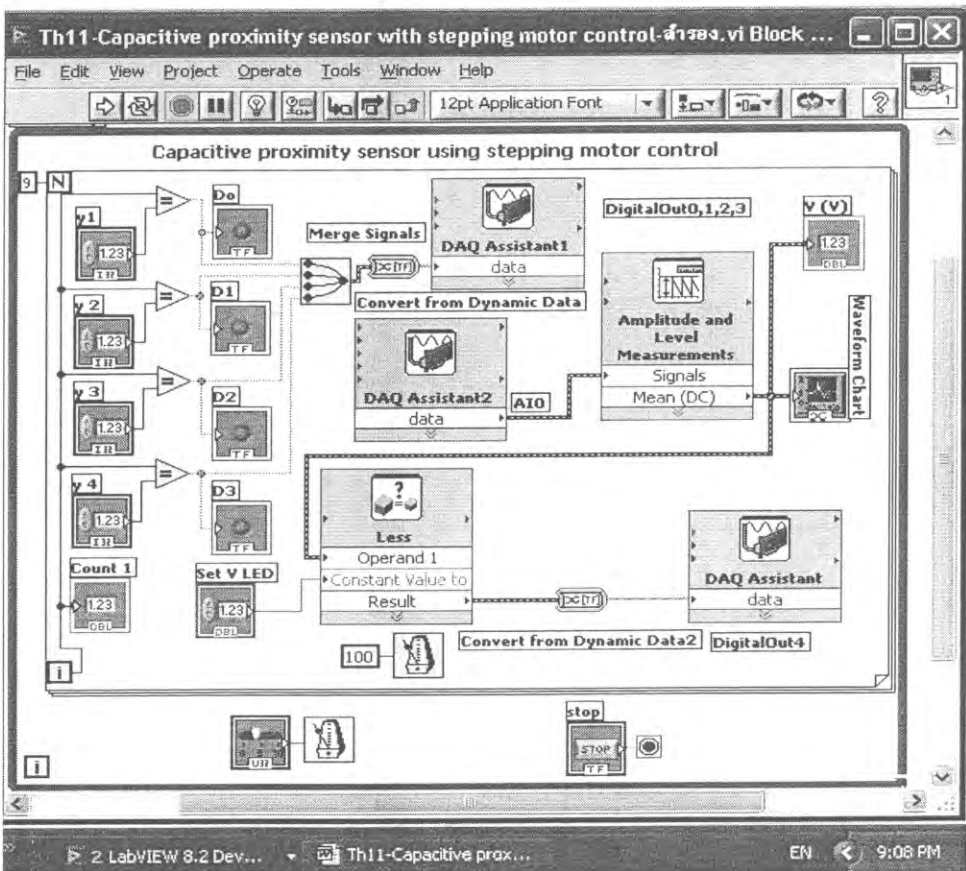 Th11-Capacitive proximity sensor with stepping motor control-สำรอง.vi Block ...
File Edit View Project Operate Tools Window Help
12pt Application Font
1
Capacitive proximity sensor using stepping motor control
9 N
y1
1.23
I32
Do
TF
Merge Signals
DAQ Assistant1
data
DigitalOut0,1,2,3
V (V)
1.23
DBL
y 2
1.23
I32
D1
TF
Convert from Dynamic Data
Amplitude and
Level
Measurements
Signals
Mean (DC)
Waveform Chart
y 3
1.23
I32
D2
TF
DAQ Assistant2
data
AI0
y 4
1.23
I32
D3
TF
Less
Operand 1
Constant Value to
Result
Count 1
1.23
DBL
Set V LED
1.23
DBL
DAQ Assistant
data
Convert from Dynamic Data2
DigitalOut4
100
i
U32
stop
STOP
TF
i
2 LabVIEW 8.2 Dev...
Th11-Capacitive prox...
EN
9:08 PM